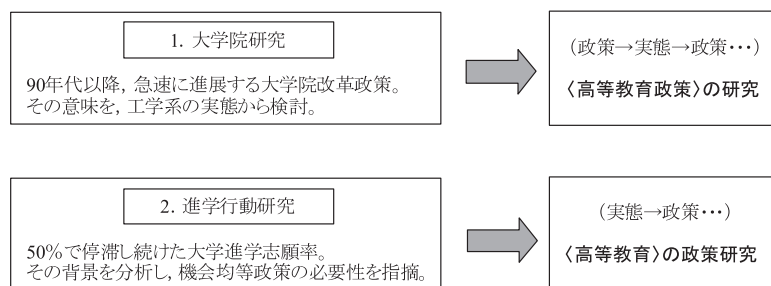 1. 大学院研究
90年代以降, 急速に進展する大学院改革政策。
その意味を, 工学系の実態から検討。
(政策→実態→政策･･･)
〈高等教育政策〉の研究
2. 進学行動研究
50%で停滞し続けた大学進学志願率。
その背景を分析し, 機会均等政策の必要性を指摘。
(実態→政策･･･)
〈高等教育〉の政策研究